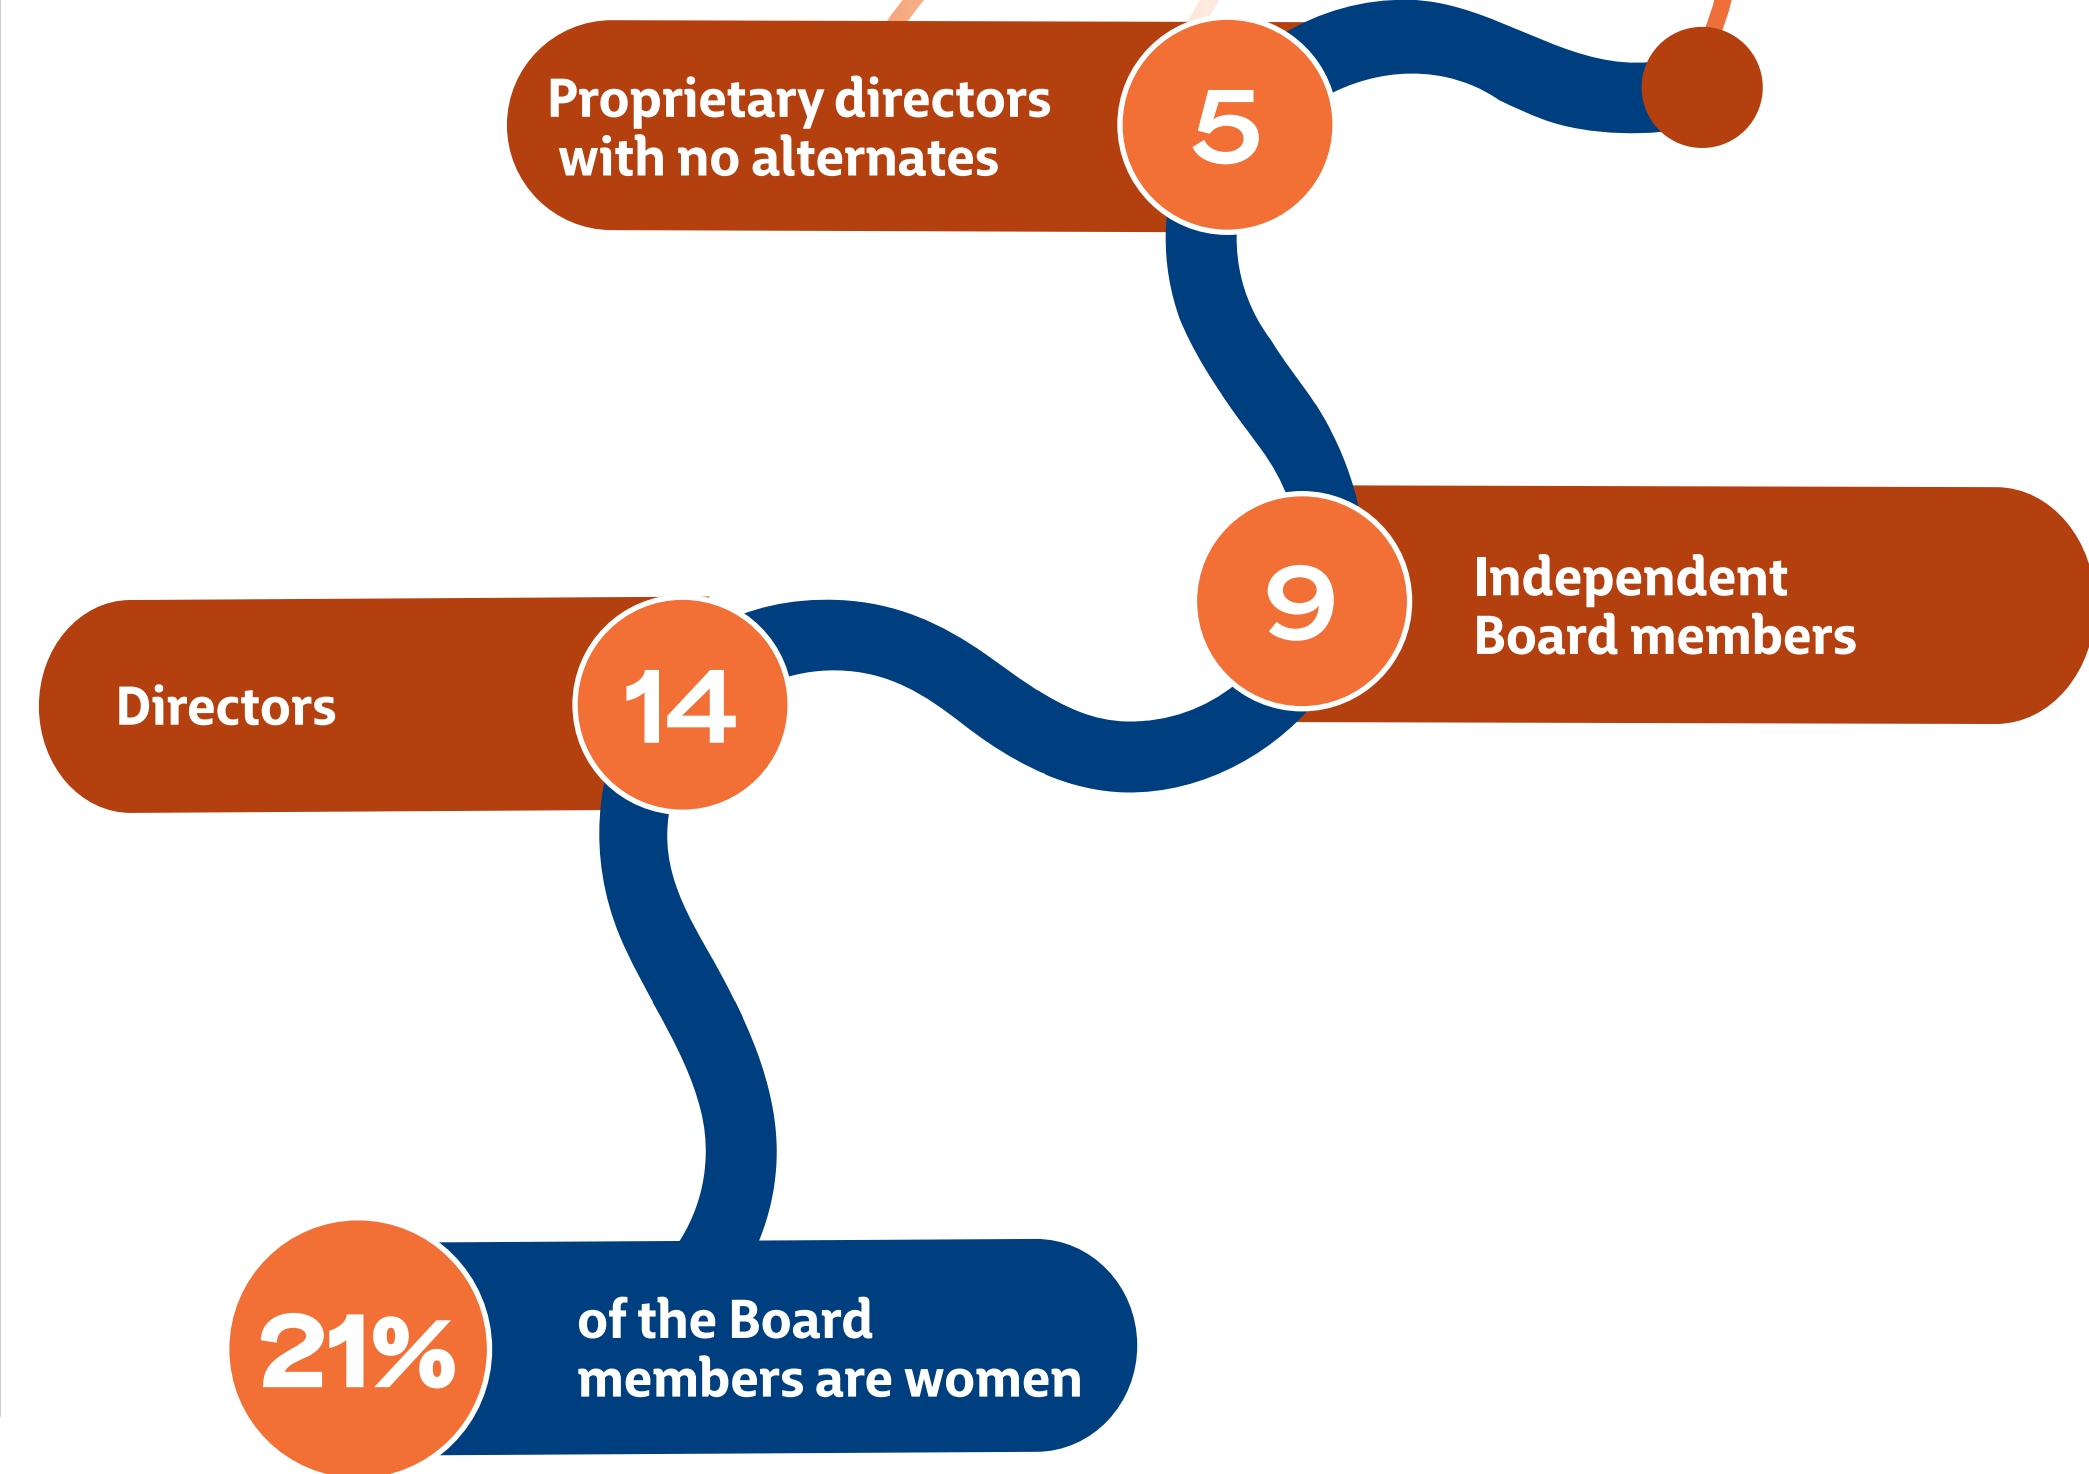 Proprietary directors
with no alternates
5
9
Independent
Board members
Directors
14
21%
of the Board
members are women